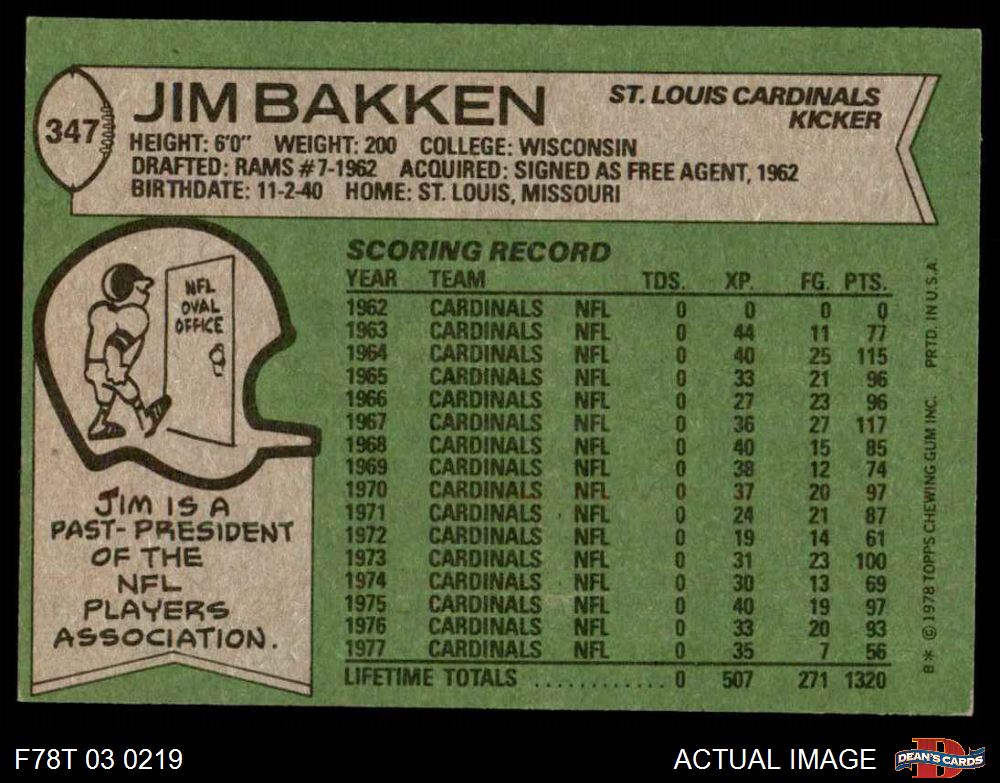 347
JIM BAKKEN
ST. LOUIS CARDINALS
KICKER
HEIGHT: 6'0" WEIGHT: 200 COLLEGE: WISCONSIN
DRAFTED: RAMS #7-1962 ACQUIRED: SIGNED AS FREE AGENT, 1962
BIRTHDATE: 11-2-40 HOME: ST. LOUIS, MISSOURI
NFL
OVAL
OFFICE
JIM IS A
PAST-PRESIDENT
OF THE
NFL
PLAYERS
ASSOCIATION.
SCORING RECORD
YEAR TEAM TDS. XP. FG. PTS.
1962 CARDINALS NFL 0 0 0 0
1963 CARDINALS NFL 0 44 11 77
1964 CARDINALS NFL 0 40 25 115
1965 CARDINALS NFL 0 33 21 96
1966 CARDINALS NFL 0 27 23 96
1967 CARDINALS NFL 0 36 27 117
1968 CARDINALS NFL 0 40 15 85
1969 CARDINALS NFL 0 38 12 74
1970 CARDINALS NFL 0 37 20 97
1971 CARDINALS NFL 0 24 21 87
1972 CARDINALS NFL 0 19 14 61
1973 CARDINALS NFL 0 31 23 100
1974 CARDINALS NFL 0 30 13 69
1975 CARDINALS NFL 0 40 19 97
1976 CARDINALS NFL 0 33 20 93
1977 CARDINALS NFL 0 35 7 56
LIFETIME TOTALS ............. 0 507 271 1320
B* © 1978 TOPPS CHEWING GUM INC. PRTD. IN U.S.A.
F78T 03 0219
ACTUAL IMAGE
D
DEAN'S CARDS